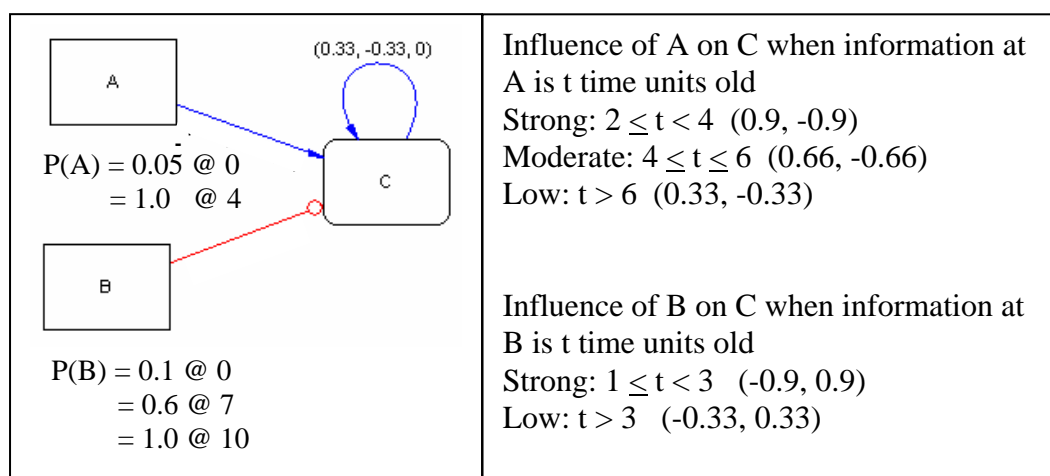 (0.33, -0.33, 0)
A
P(A) = 0.05 @ 0
= 1.0 @ 4
C
B
P(B) = 0.1 @ 0
= 0.6 @ 7
= 1.0 @ 10
Influence of A on C when information at
A is t time units old
Strong: 2 ≤ t < 4 (0.9, -0.9)
Moderate: 4 ≤ t ≤ 6 (0.66, -0.66)
Low: t > 6 (0.33, -0.33)
Influence of B on C when information at
B is t time units old
Strong: 1 ≤ t < 3 (-0.9, 0.9)
Low: t > 3 (-0.33, 0.33)